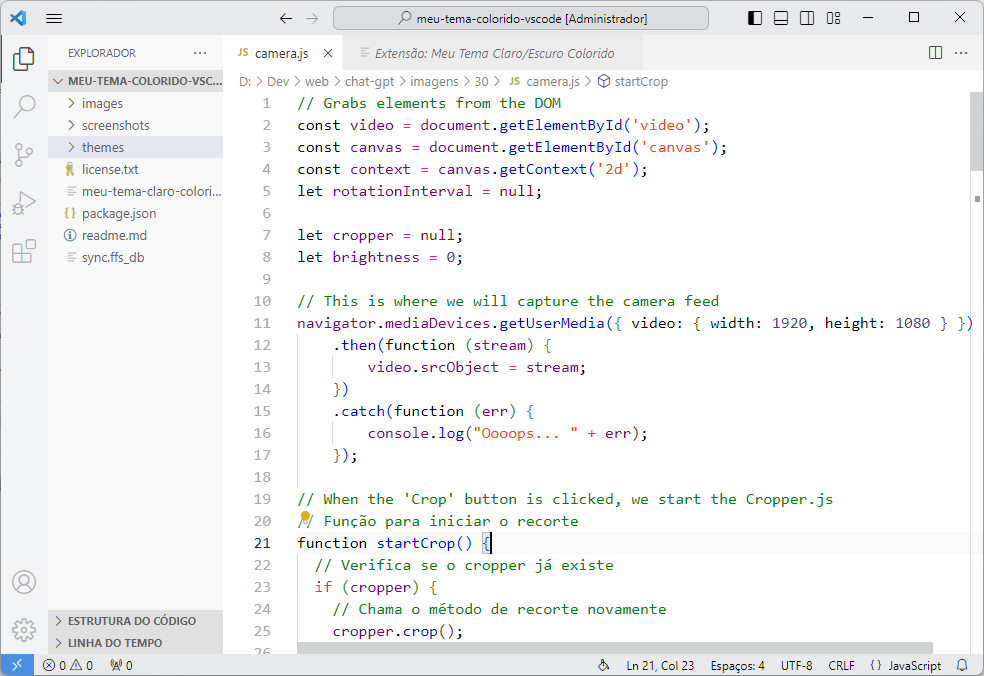 meu-tema-colorido-vscode [Administrador]
EXPLORADOR
MEU-TEMA-COLORIDO-VSC...
images
screenshots
themes
license.txt
meu-tema-claro-colori...
package.json
readme.md
sync.ffs_db
ESTRUTURA DO CÓDIGO
LINHA DO TEMPO
JS camera.js
Extensão: Meu Tema Claro/Escuro Colorido
D: > Dev > web > chat-gpt > imagens > 30 > JS camera.js > startCrop
1 // Grabs elements from the DOM
2 const video = document.getElementById('video');
3 const canvas = document.getElementById('canvas');
4 const context = canvas.getContext('2d');
5 let rotationInterval = null;
6
7 let cropper = null;
8 let brightness = 0;
9
10 // This is where we will capture the camera feed
11 navigator.mediaDevices.getUserMedia({ video: { width: 1920, height: 1080 } })
12 .then(function (stream) {
13 video.srcObject = stream;
14 })
15 .catch(function (err) {
16 console.log("Oooops... " + err);
17 });
18
19 // When the 'Crop' button is clicked, we start the Cropper.js
20 // Função para iniciar o recorte
21 function startCrop() {
22 // Verifica se o cropper já existe
23 if (cropper) {
24 // Chama o método de recorte novamente
25 cropper.crop();
26
0 0 0
Ln 21, Col 23 Espaços: 4 UTF-8 CRLF {} JavaScript